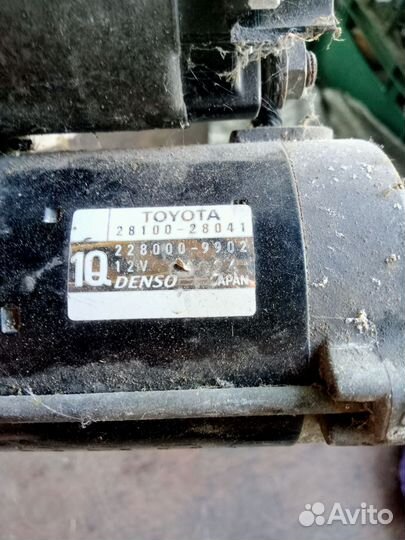 TOYOTA
28100-28041
228000-9902
12V
1Q DENSO JAPAN
Avito